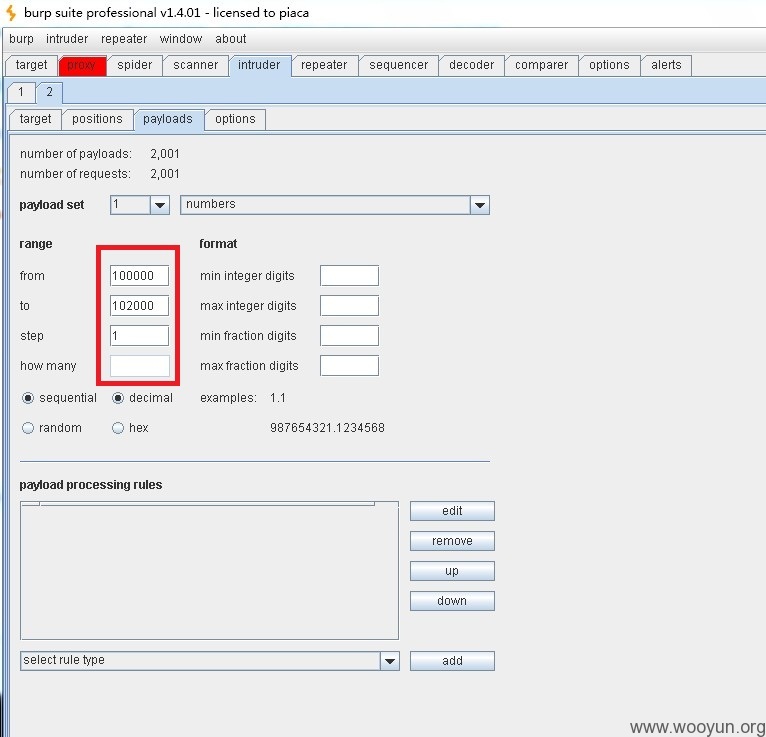 burp suite professional v1.4.01 - licensed to piaca
burp intruder repeater window about
target proxy spider scanner intruder repeater sequencer decoder comparer options alerts
1 2
target positions payloads options
number of payloads: 2,001
number of requests: 2,001
payload set 1 numbers
range format
from 100000 min integer digits
to 102000 max integer digits
step 1 min fraction digits
how many max fraction digits
sequential decimal examples: 1.1
random hex 987654321.1234568
payload processing rules
edit
remove
up
down
select rule type add
www.wooyun.org